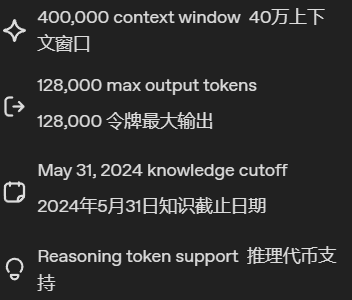 400,000 context window 40万上下
文窗口
128,000 max output tokens
128,000 令牌最大输出
May 31, 2024 knowledge cutoff
2024年5月31日知识截止日期
Reasoning token support 推理代币支
持